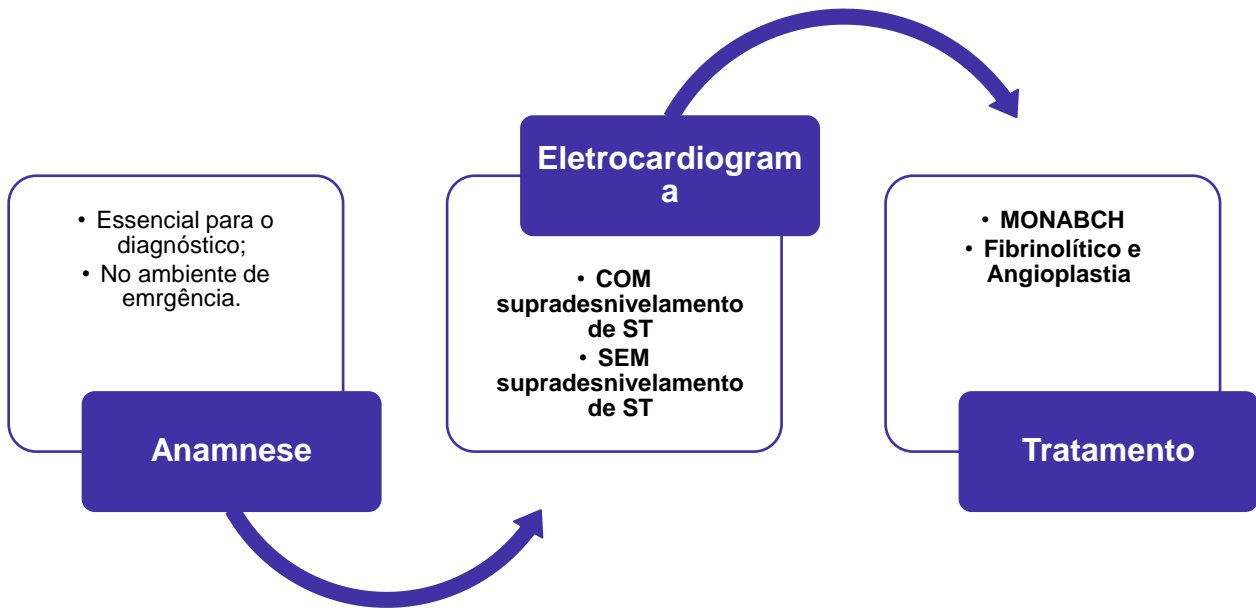 • Essencial para o
diagnóstico;
• No ambiente de
emrgência.
Anamnese
Eletrocardiogram
a
• COM
supradesnivelamento
de ST
• SEM
supradesnivelamento
de ST
• MONABCH
• Fibrinolítico e
Angioplastia
Tratamento